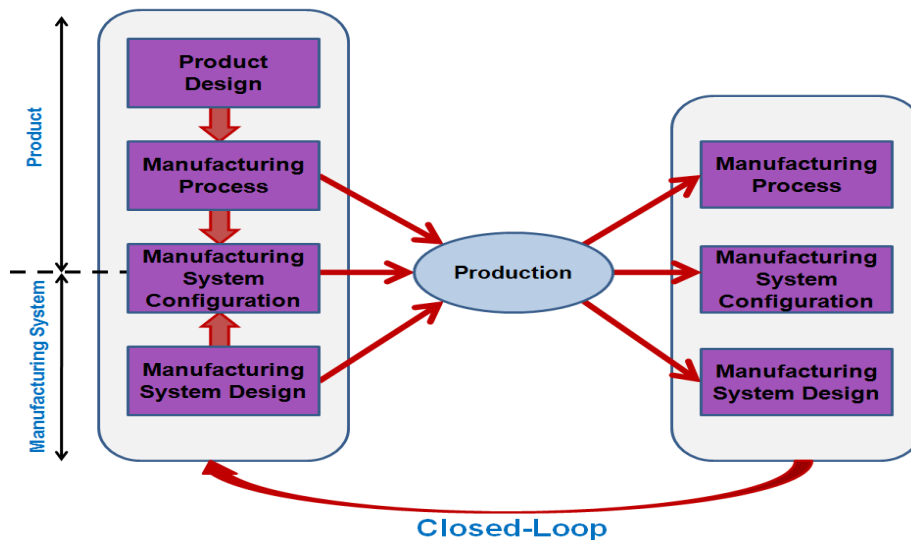 Product
Manufacturing System
Product
Design
Manufacturing
Process
Manufacturing
System
Configuration
Manufacturing
System Design
Production
Manufacturing
Process
Manufacturing
System
Configuration
Manufacturing
System Design
Closed-Loop